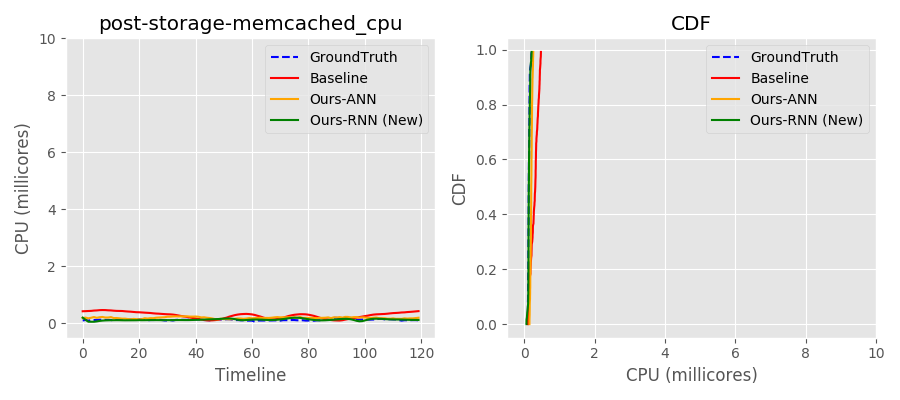 post-storage-memcached_cpu
CPU (millicores)
10
8
6
4
2
0
0
20
40
60
80
100
120
Timeline
GroundTruth
Baseline
Ours-ANN
Ours-RNN (New)
CDF
CDF
1.0
0.8
0.6
0.4
0.2
0.0
0
2
4
6
8
10
CPU (millicores)
GroundTruth
Baseline
Ours-ANN
Ours-RNN (New)